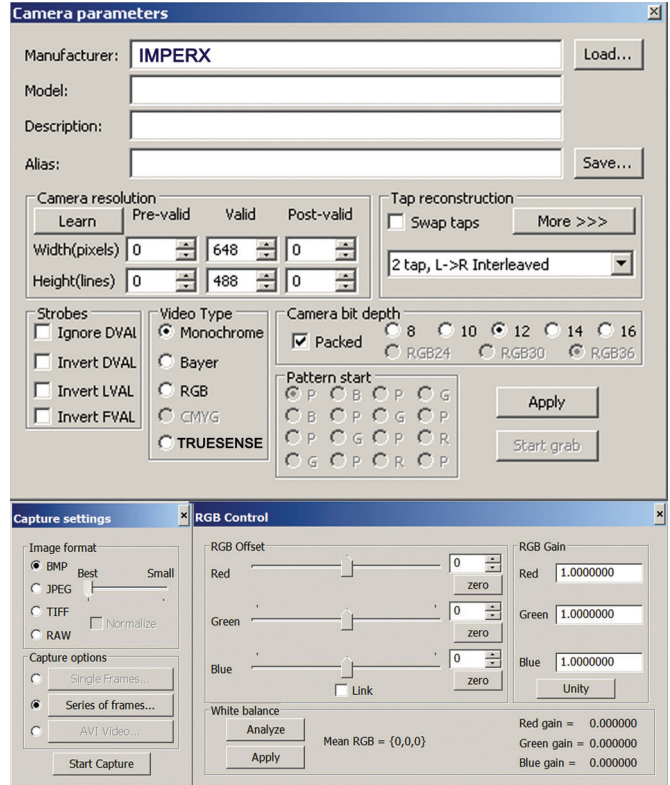 Camera parameters
Manufacturer: IMPERX Load...
Model:
Description:
Alias: Save...
Camera resolution Tap reconstruction
Learn Pre-valid Valid Post-valid Swap taps More >>>
Width(pixels) 0 648 0
2 tap, L->R Interleaved
Height(lines) 0 488 0
Strobes Video Type Camera bit depth
Ignore DVAL Monochrome Packed 8 10 12 14 16
RGB24 RGB30 RGB36
Invert DVAL Bayer
Pattern start
Invert LVAL RGB P B P G Apply
Invert FVAL CMYG B P G P
TRUESENSE P G P R Start grab
G P R P
Capture settings RGB Control
Image format RGB Offset RGB Gain
BMP Best Small Red 0 Red 1.0000000
JPEG zero
TIFF Normalize Green 0 Green 1.0000000
RAW zero
Capture options Blue 0 Blue 1.0000000
Single Frames... Link zero Unity
Series of frames... White balance
Analyze Mean RGB = {0,0,0} Red gain = 0.000000
AVI Video... Green gain = 0.000000
Start Capture Apply Blue gain = 0.000000